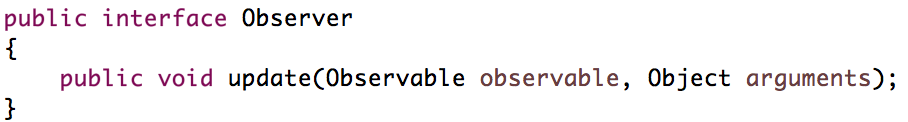 public interface Observer
{
    public void update(Observable observable, Object arguments);
}